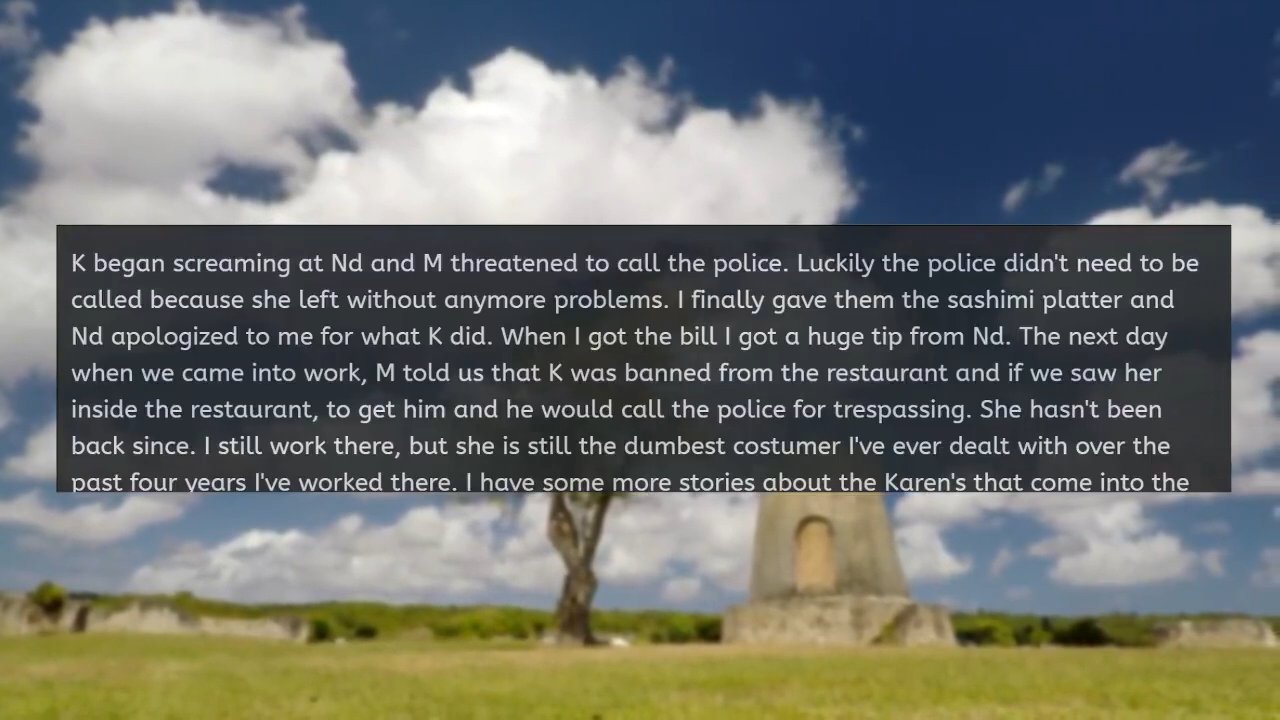 K began screaming at Nd and M threatened to call the police. Luckily the police didn't need to be
called because she left without anymore problems. I finally gave them the sashimi platter and
Nd apologized to me for what K did. When I got the bill I got a huge tip from Nd. The next day
when we came into work, M told us that K was banned from the restaurant and if we saw her
inside the restaurant, to get him and he would call the police for trespassing. She hasn't been
back since. I still work there, but she is still the dumbest costumer I've ever dealt with over the
past four years I've worked there. I have some more stories about the Karen's that come into the